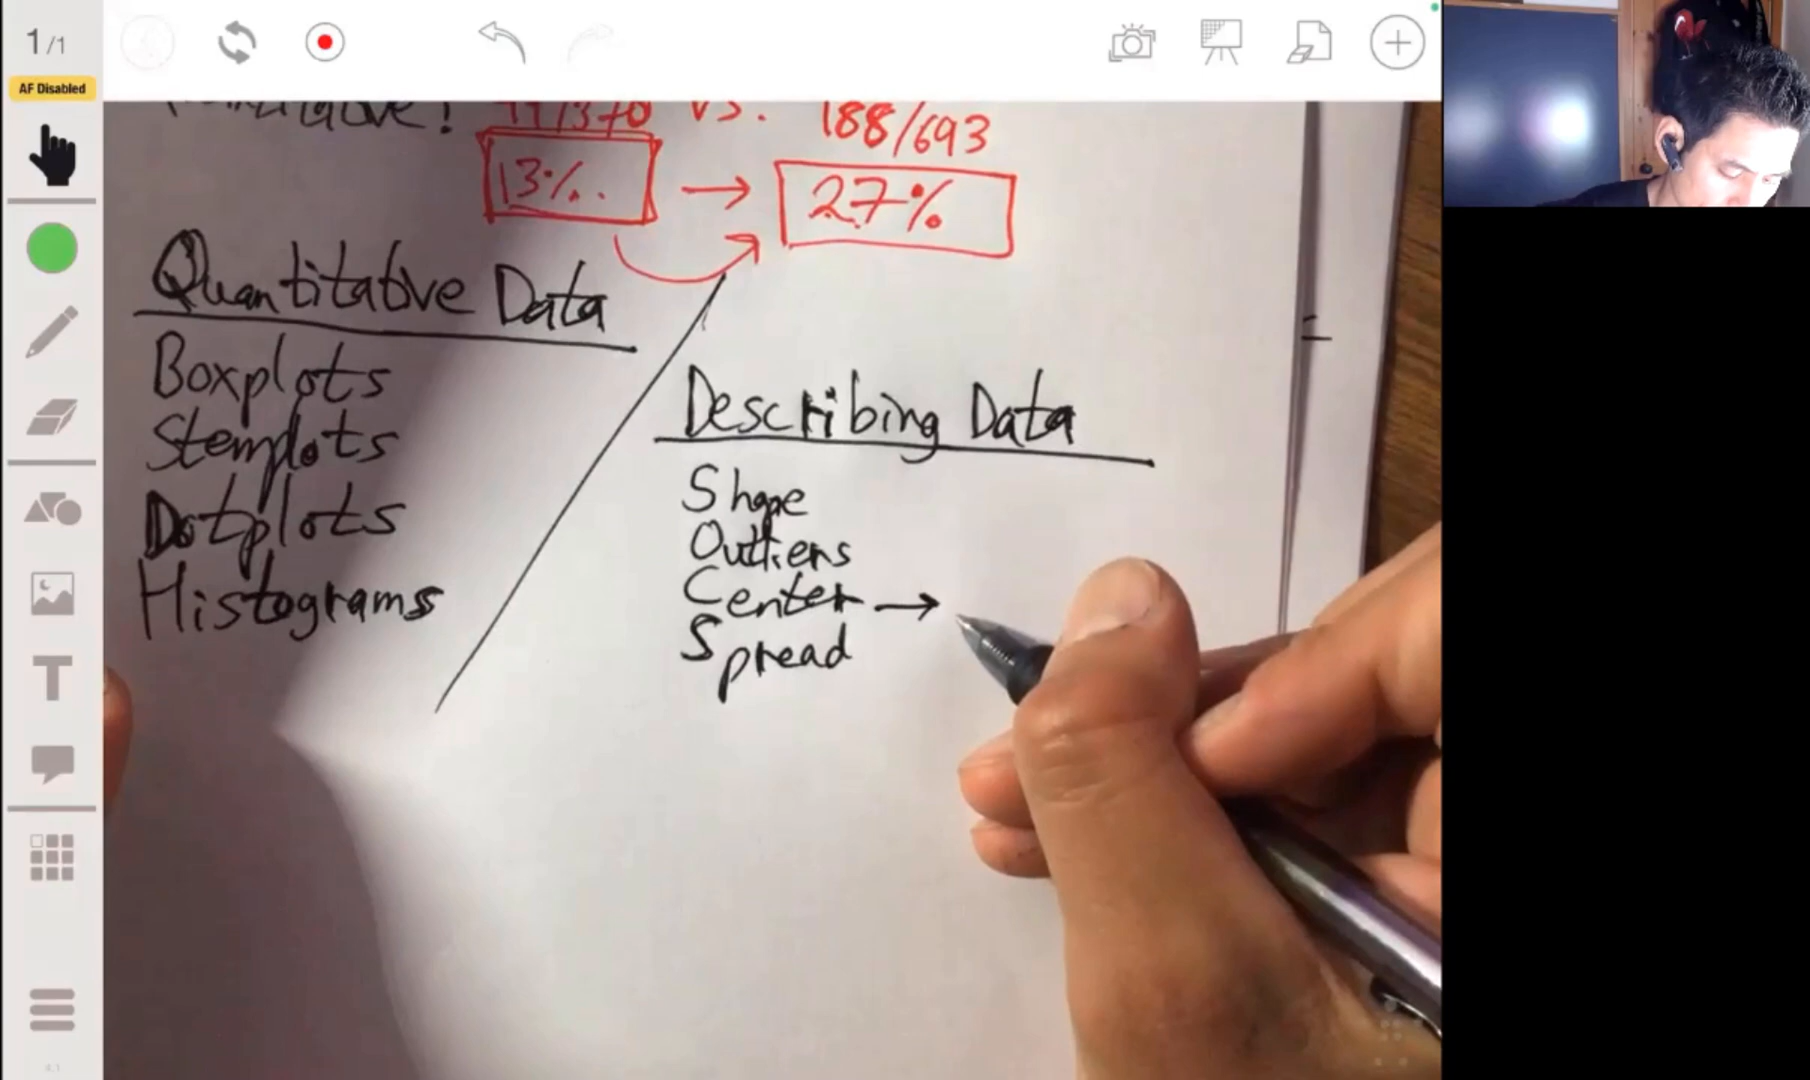 1/1
AF Disabled
vs. 188/693
13%. → 27%
Quantitative Data
Boxplots
Stemplots
Dotplots
Histograms
Describing Data
Shape
Outliers
Center →
Spread
T